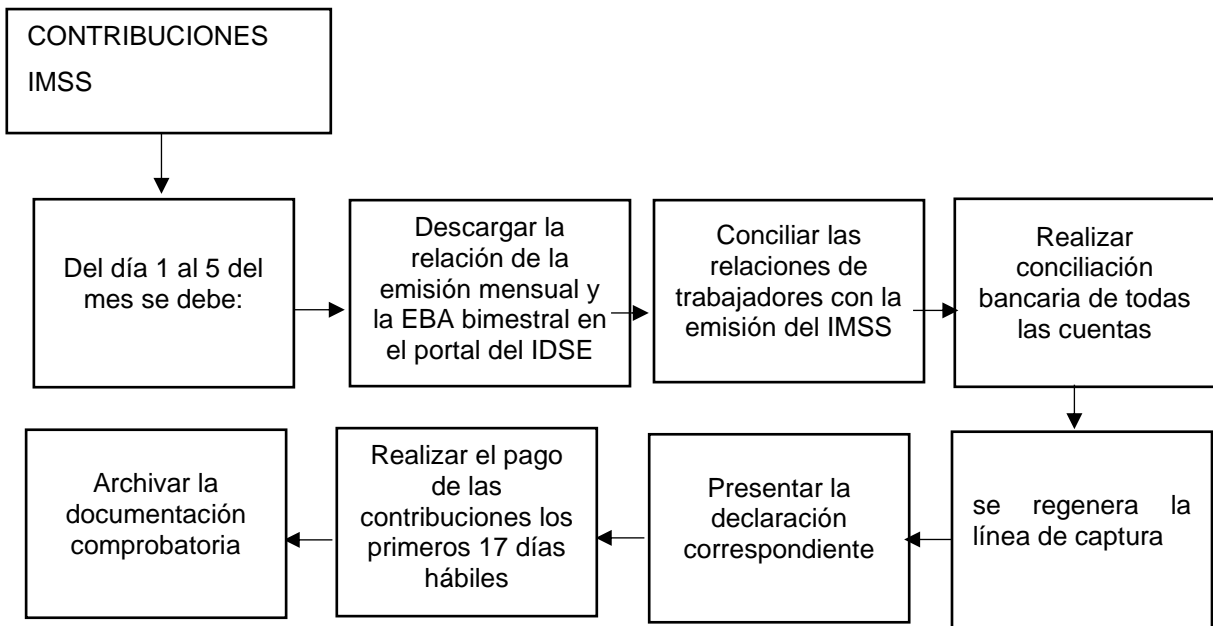 CONTRIBUCIONES
IMSS
Del día 1 al 5 del
mes se debe:
Descargar la
relación de la
emisión mensual y
la EBA bimestral en
el portal del IDSE
Conciliar las
relaciones de
trabajadores con la
emisión del IMSS
Realizar
conciliación
bancaria de todas
las cuentas
se regenera la
línea de captura
Presentar la
declaración
correspondiente
Realizar el pago
de las
contribuciones los
primeros 17 días
hábiles
Archivar la
documentación
comprobatoria